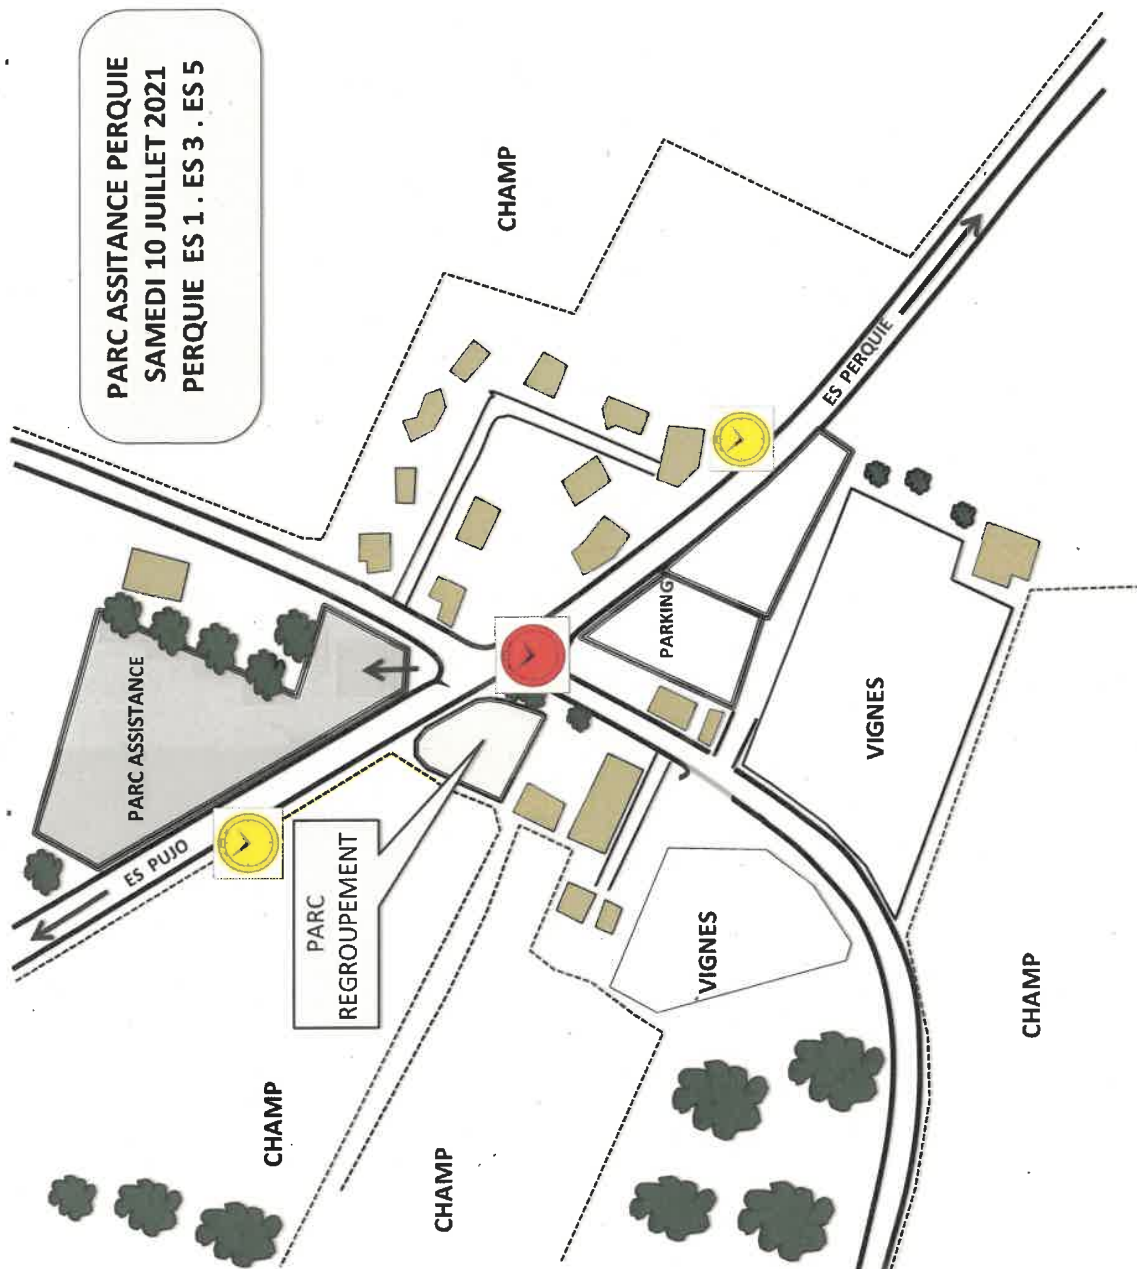 PARC ASSITANCE PERQUIE
SAMEDI 10 JUILLET 2021
PERQUIE ES 1 . ES 3 . ES 5
CHAMP
ES PERQUIE
PARC ASSISTANCE
PARKING
ES PUJO
VIGNES
PARC
REGROUPEMENT
VIGNES
CHAMP
CHAMP
CHAMP